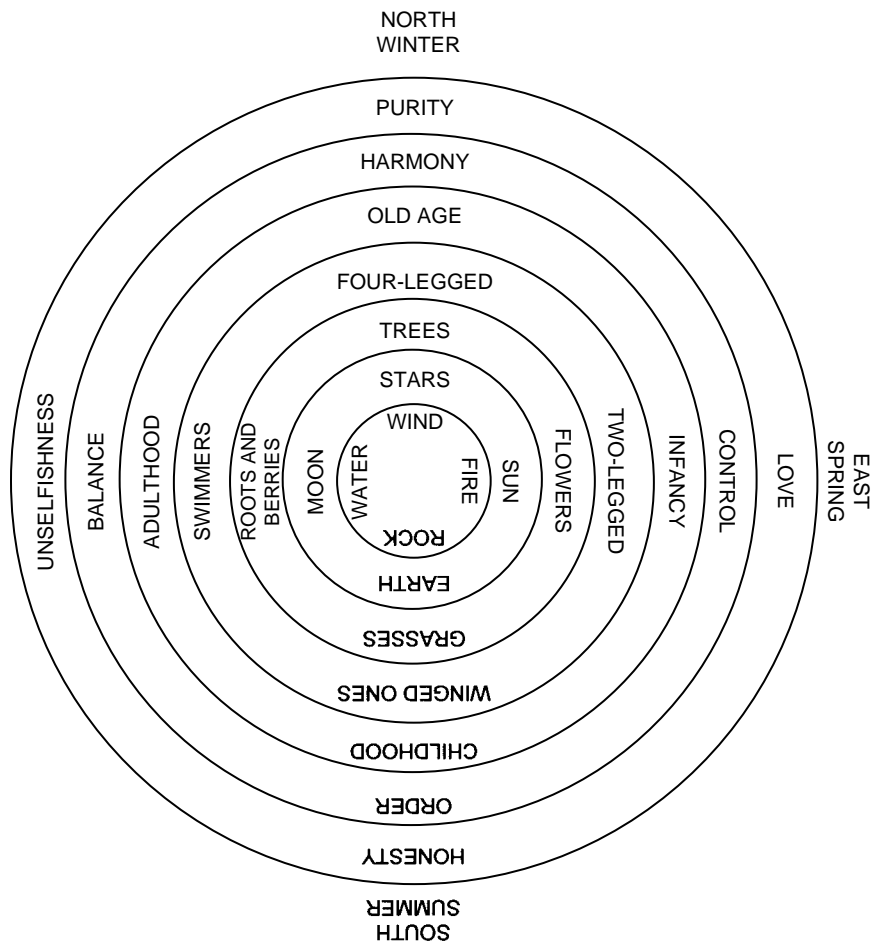 NORTH
WINTER
PURITY
HARMONY
OLD AGE
FOUR-LEGGED
TREES
STARS
WIND
UNSELFISHNESS
BALANCE
ADULTHOOD
SWIMMERS
ROOTS AND
BERRIES
MOON
WATER
FIRE
SUN
FLOWERS
TWO-LEGGED
INFANCY
CONTROL
LOVE
EAST
SPRING
ROCK
EARTH
GRASSES
WINGED ONES
CHILDHOOD
ORDER
HONESTY
SUMMER
SOUTH